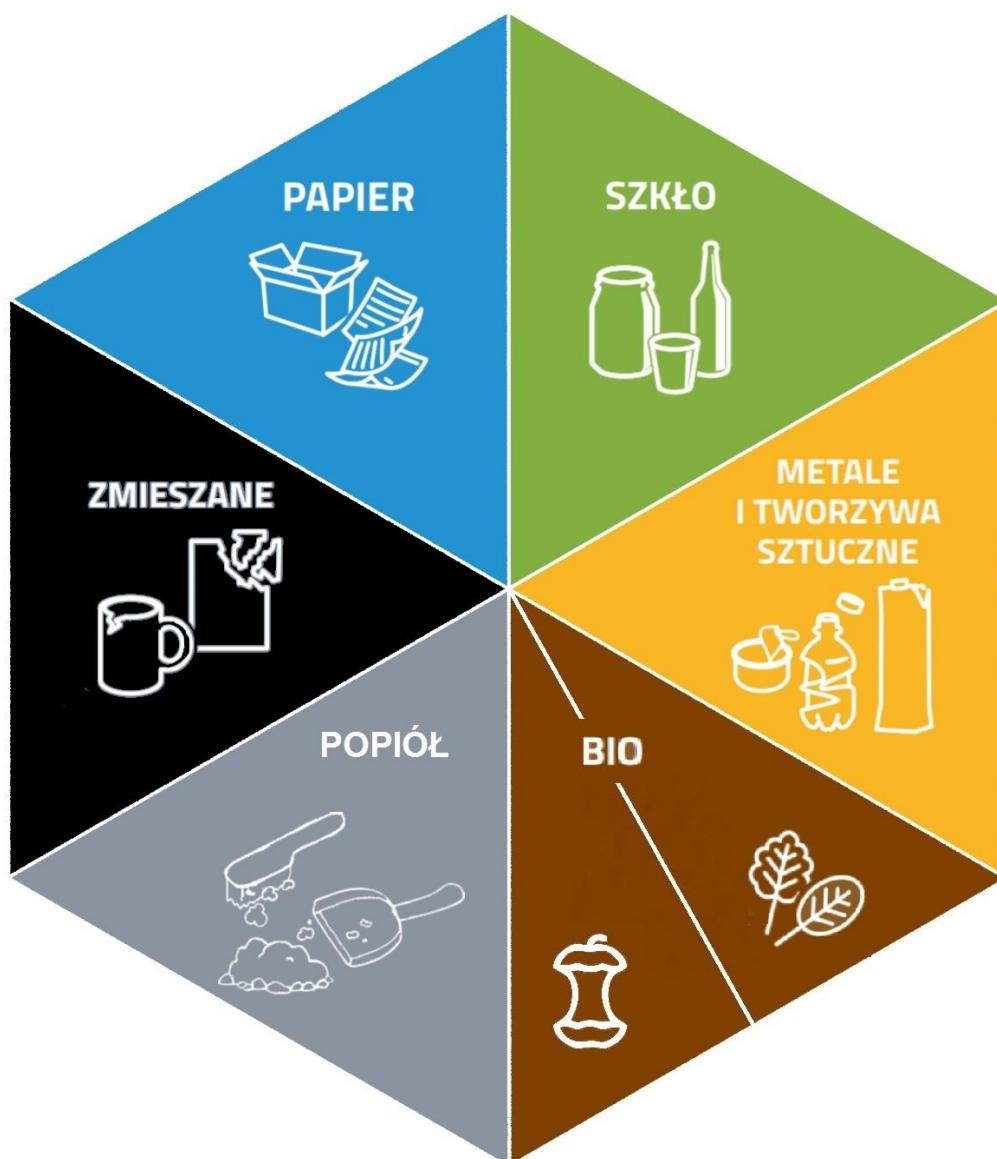 PAPIER
SZKŁO
METALE
I TWORZYWA
SZTUCZNE
ZMIESZANE
POPIÓŁ
BIO